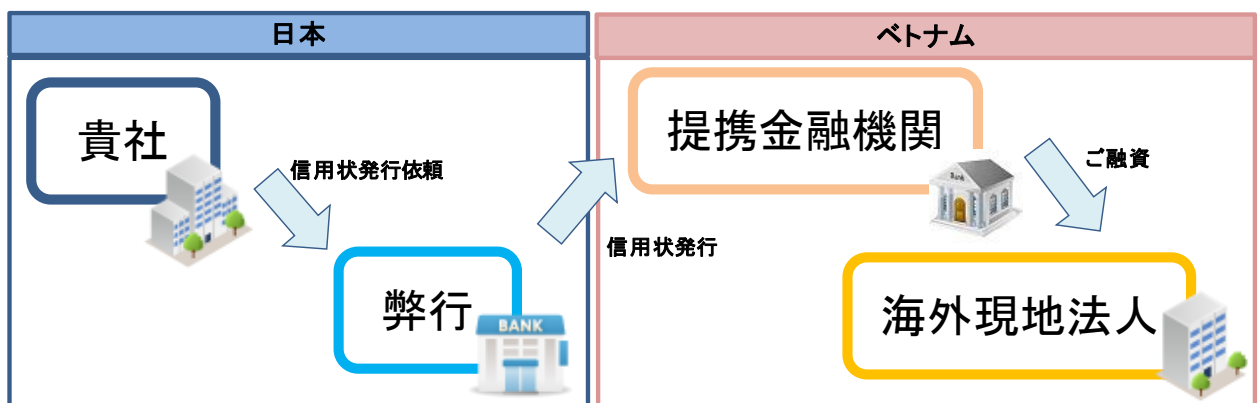 日本
ベトナム
貴社
信用状発行依頼
弊行
BANK
信用状発行
提携金融機関
Bank
ご融資
海外現地法人